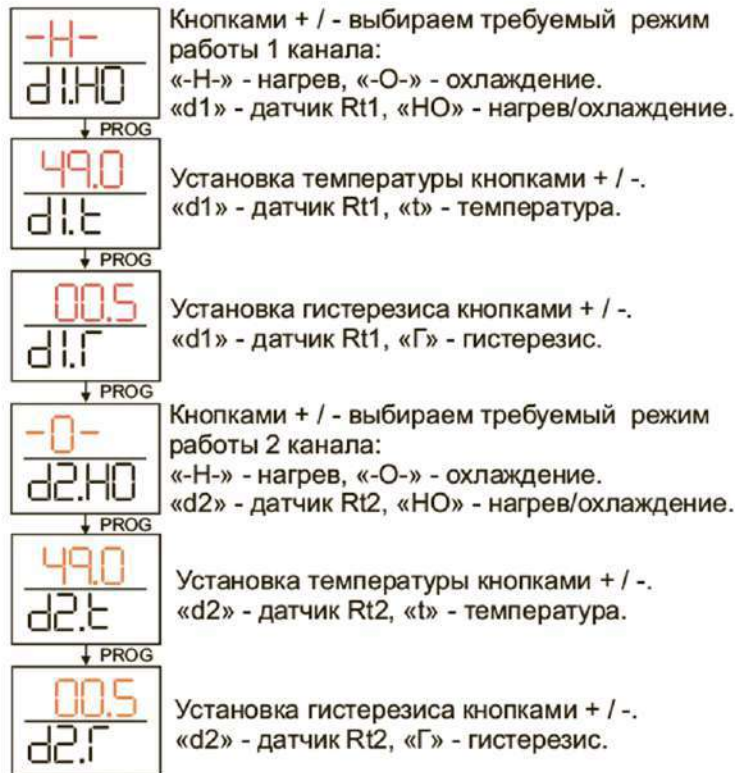 -H-
d1.HO
Кнопками + / - выбираем требуемый режим
работы 1 канала:
«-Н-» - нагрев, «-О-» - охлаждение.
«d1» - датчик Rt1, «НО» - нагрев/охлаждение.
PROG
49.0
d1.t
Установка температуры кнопками + / -.
«d1» - датчик Rt1, «t» - температура.
PROG
00.5
d1.Г
Установка гистерезиса кнопками + / -.
«d1» - датчик Rt1, «Г» - гистерезис.
PROG
-O-
d2.HO
Кнопками + / - выбираем требуемый режим
работы 2 канала:
«-Н-» - нагрев, «-О-» - охлаждение.
«d2» - датчик Rt2, «НО» - нагрев/охлаждение.
PROG
49.0
d2.t
Установка температуры кнопками + / -.
«d2» - датчик Rt2, «t» - температура.
PROG
00.5
d2.Г
Установка гистерезиса кнопками + / -.
«d2» - датчик Rt2, «Г» - гистерезис.